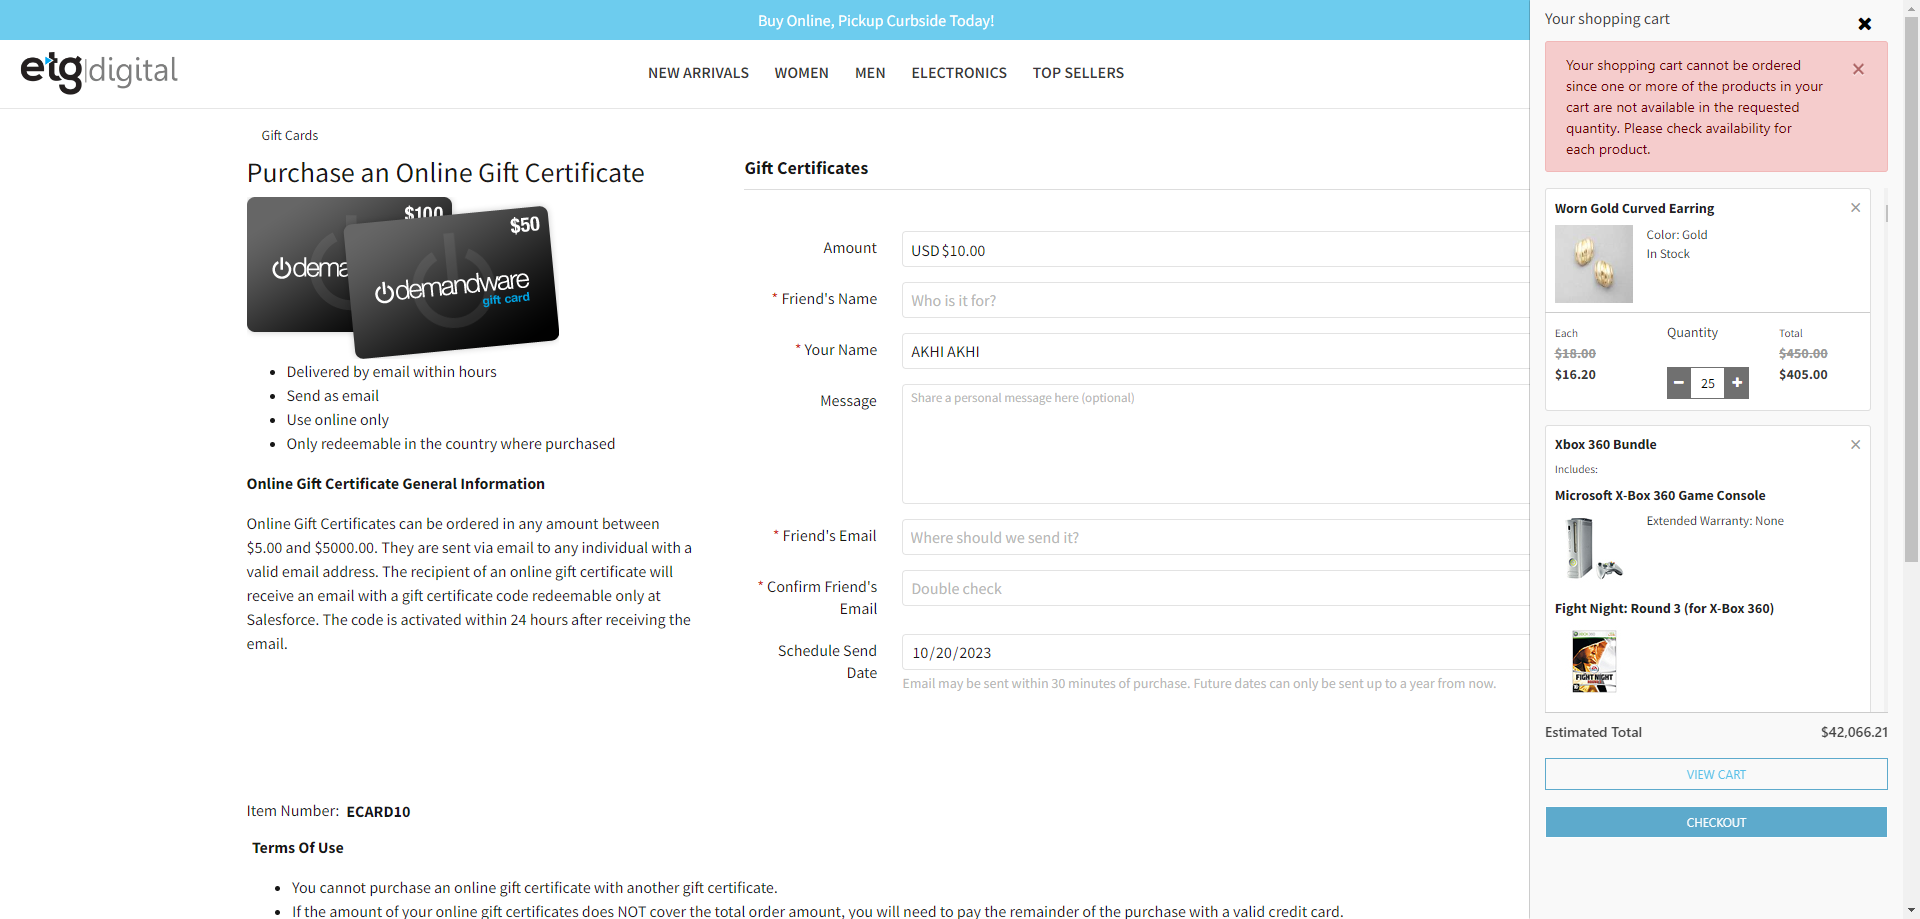 Buy Online, Pickup Curbside Today!
etg|digital
NEW ARRIVALS
WOMEN
MEN
ELECTRONICS
TOP SELLERS
Gift Cards
Purchase an Online Gift Certificate
$100
$50
demandware
gift card
Delivered by email within hours
Send as email
Use online only
Only redeemable in the country where purchased
Online Gift Certificate General Information
Online Gift Certificates can be ordered in any amount between
$5.00 and $5000.00. They are sent via email to any individual with a
valid email address. The recipient of an online gift certificate will
receive an email with a gift certificate code redeemable only at
Salesforce. The code is activated within 24 hours after receiving the
email.
Gift Certificates
Amount
USD $10.00
* Friend's Name
Who is it for?
* Your Name
AKHI AKHI
Message
Share a personal message here (optional)
* Friend's Email
Where should we send it?
* Confirm Friend's
Email
Double check
Schedule Send
Date
10/20/2023
Email may be sent within 30 minutes of purchase. Future dates can only be sent up to a year from now.
Item Number: ECARD10
Terms Of Use
You cannot purchase an online gift certificate with another gift certificate.
If the amount of your online gift certificates does NOT cover the total order amount, you will need to pay the remainder of the purchase with a valid credit card.
Your shopping cart
Your shopping cart cannot be ordered
since one or more of the products in your
cart are not available in the requested
quantity. Please check availability for
each product.
Worn Gold Curved Earring
Color: Gold
In Stock
Each
$18.00
$16.20
Quantity
25
Total
$450.00
$405.00
Xbox 360 Bundle
Includes:
Microsoft X-Box 360 Game Console
Extended Warranty: None
Fight Night: Round 3 (for X-Box 360)
FIGHT NIGHT
Estimated Total
$42,066.21
VIEW CART
CHECKOUT